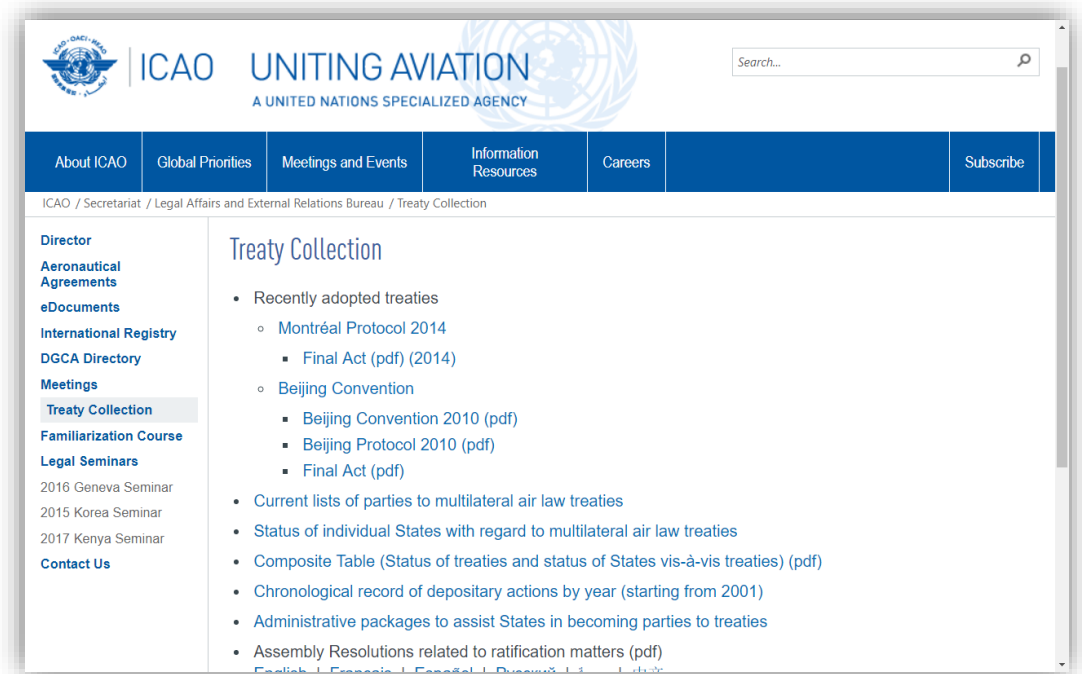 ICAO · OACI · ИКАО
ICAO UNITING AVIATION
A UNITED NATIONS SPECIALIZED AGENCY
Search...
About ICAO
Global Priorities
Meetings and Events
Information
Resources
Careers
Subscribe
ICAO / Secretariat / Legal Affairs and External Relations Bureau / Treaty Collection
Director
Aeronautical
Agreements
eDocuments
International Registry
DGCA Directory
Meetings
Treaty Collection
Familiarization Course
Legal Seminars
2016 Geneva Seminar
2015 Korea Seminar
2017 Kenya Seminar
Contact Us
Treaty Collection
• Recently adopted treaties
○ Montréal Protocol 2014
▪ Final Act (pdf) (2014)
○ Beijing Convention
▪ Beijing Convention 2010 (pdf)
▪ Beijing Protocol 2010 (pdf)
▪ Final Act (pdf)
• Current lists of parties to multilateral air law treaties
• Status of individual States with regard to multilateral air law treaties
• Composite Table (Status of treaties and status of States vis-à-vis treaties) (pdf)
• Chronological record of depositary actions by year (starting from 2001)
• Administrative packages to assist States in becoming parties to treaties
• Assembly Resolutions related to ratification matters (pdf)
English | Français | Español | Русский |